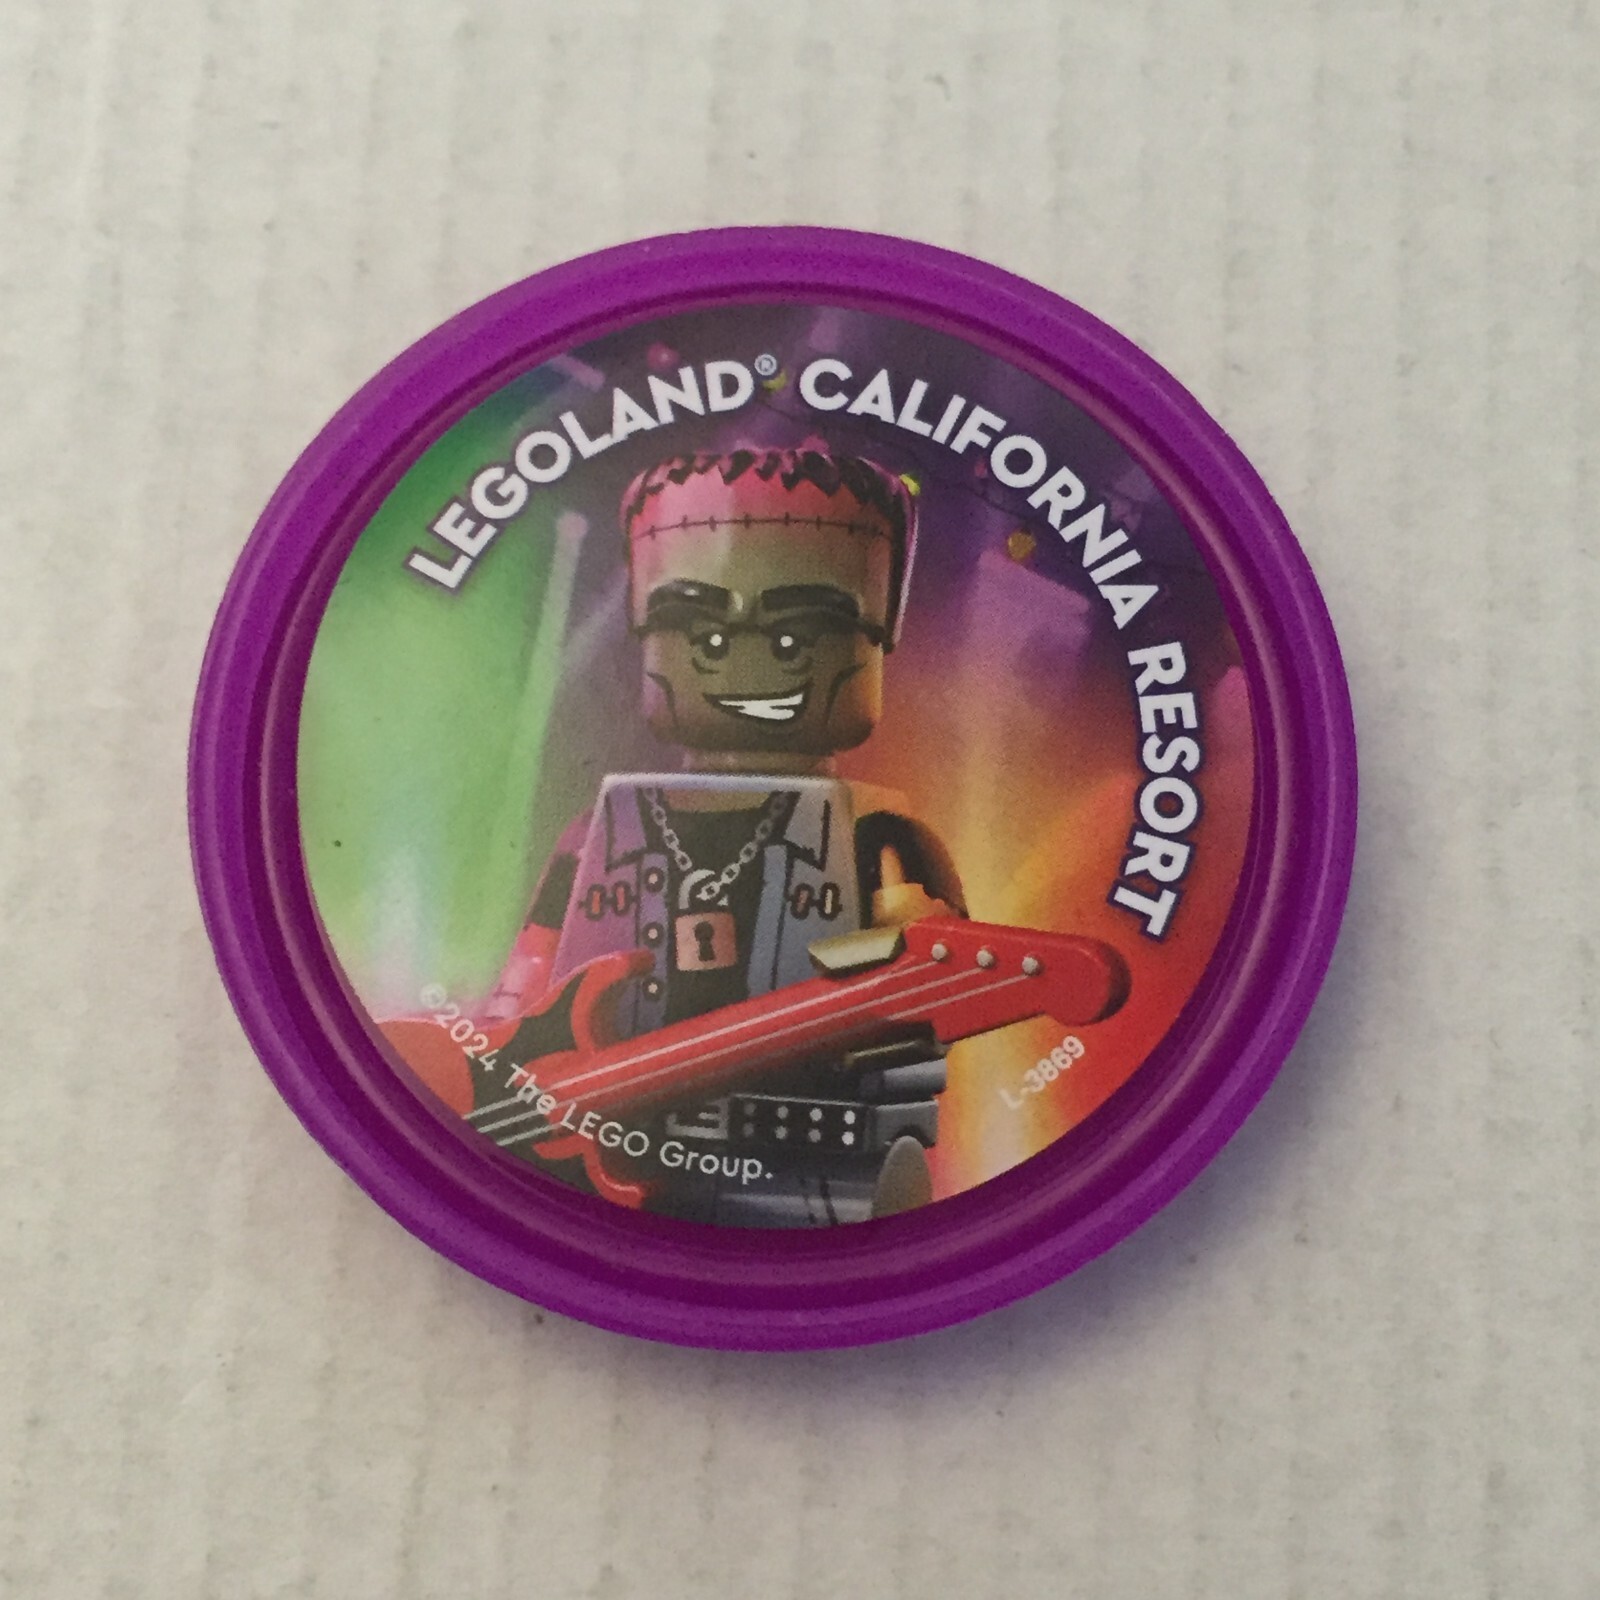 LEGOLAND® CALIFORNIA RESORT
©2024 The LEGO Group.
L-3869